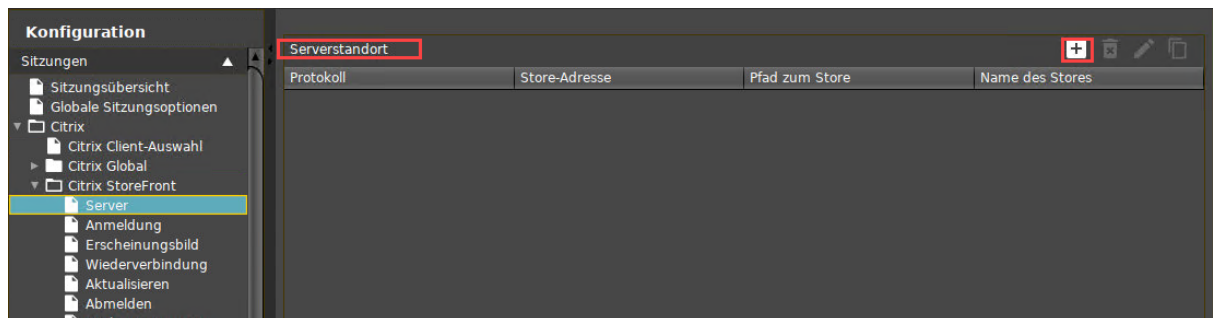 Konfiguration
Sitzungen
Sitzungsübersicht
Globale Sitzungsoptionen
Citrix
Citrix Client-Auswahl
Citrix Global
Citrix StoreFront
Server
Anmeldung
Erscheinungsbild
Wiederverbindung
Aktualisieren
Abmelden
Serverstandort
Protokoll Store-Adresse Pfad zum Store Name des Stores